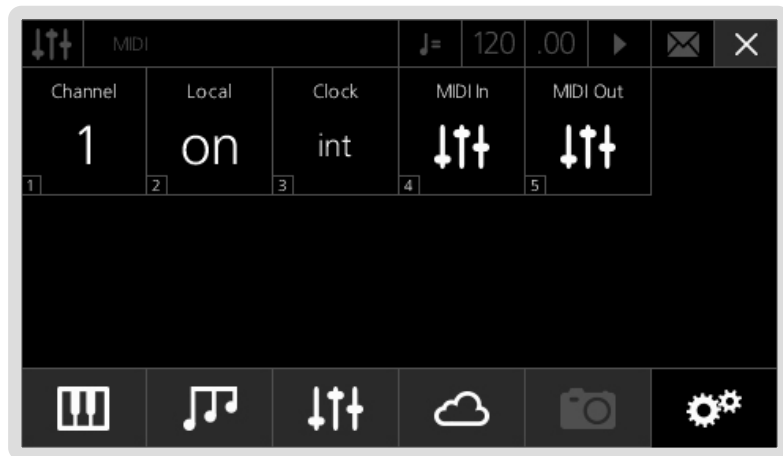 MIDI = 120 .00
Channel Local Clock MIDI In MIDI Out
1 on int
1 2 3 4 5